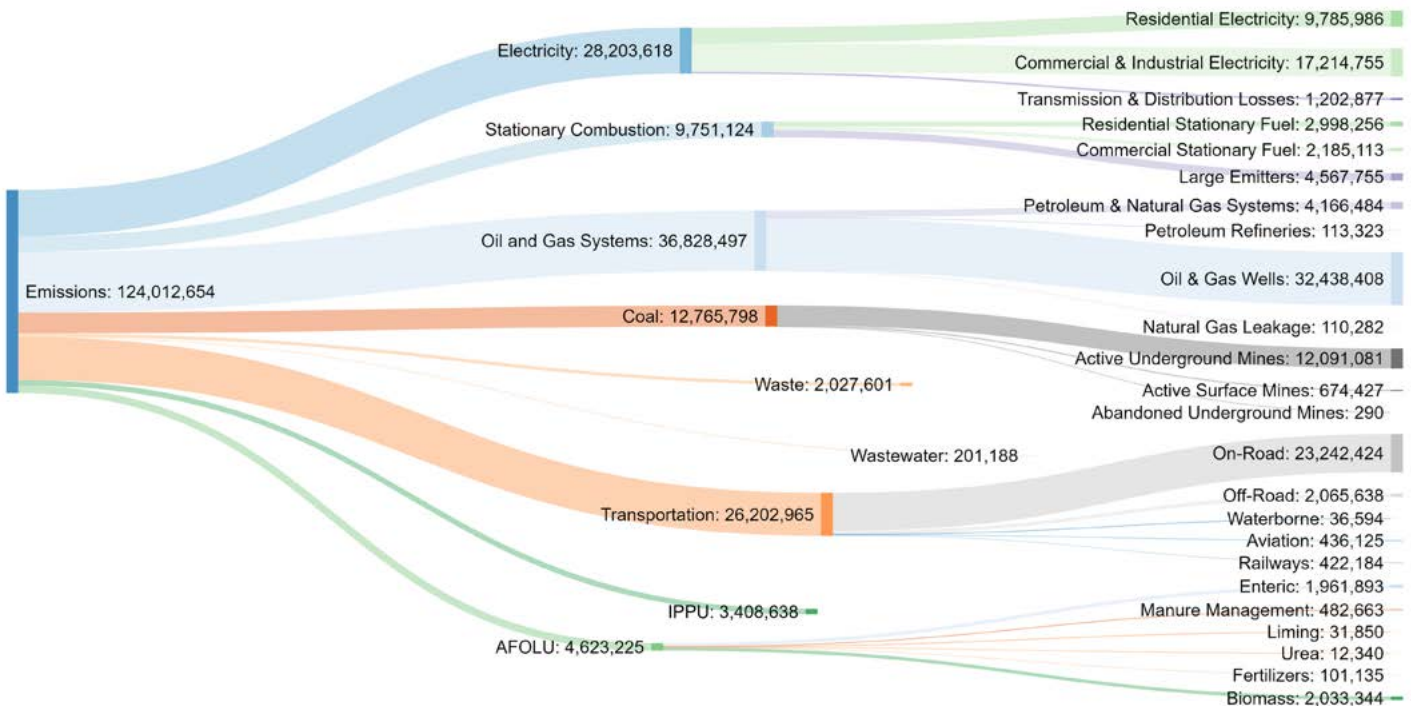 Emissions: 124,012,654
Electricity: 28,203,618
Stationary Combustion: 9,751,124
Oil and Gas Systems: 36,828,497
Coal: 12,765,798
Waste: 2,027,601
Wastewater: 201,188
Transportation: 26,202,965
IPPU: 3,408,638
AFOLU: 4,623,225
Residential Electricity: 9,785,986
Commercial & Industrial Electricity: 17,214,755
Transmission & Distribution Losses: 1,202,877
Residential Stationary Fuel: 2,998,256
Commercial Stationary Fuel: 2,185,113
Large Emitters: 4,567,755
Petroleum & Natural Gas Systems: 4,166,484
Petroleum Refineries: 113,323
Oil & Gas Wells: 32,438,408
Natural Gas Leakage: 110,282
Active Underground Mines: 12,091,081
Active Surface Mines: 674,427
Abandoned Underground Mines: 290
On-Road: 23,242,424
Off-Road: 2,065,638
Waterborne: 36,594
Aviation: 436,125
Railways: 422,184
Enteric: 1,961,893
Manure Management: 482,663
Liming: 31,850
Urea: 12,340
Fertilizers: 101,135
Biomass: 2,033,344